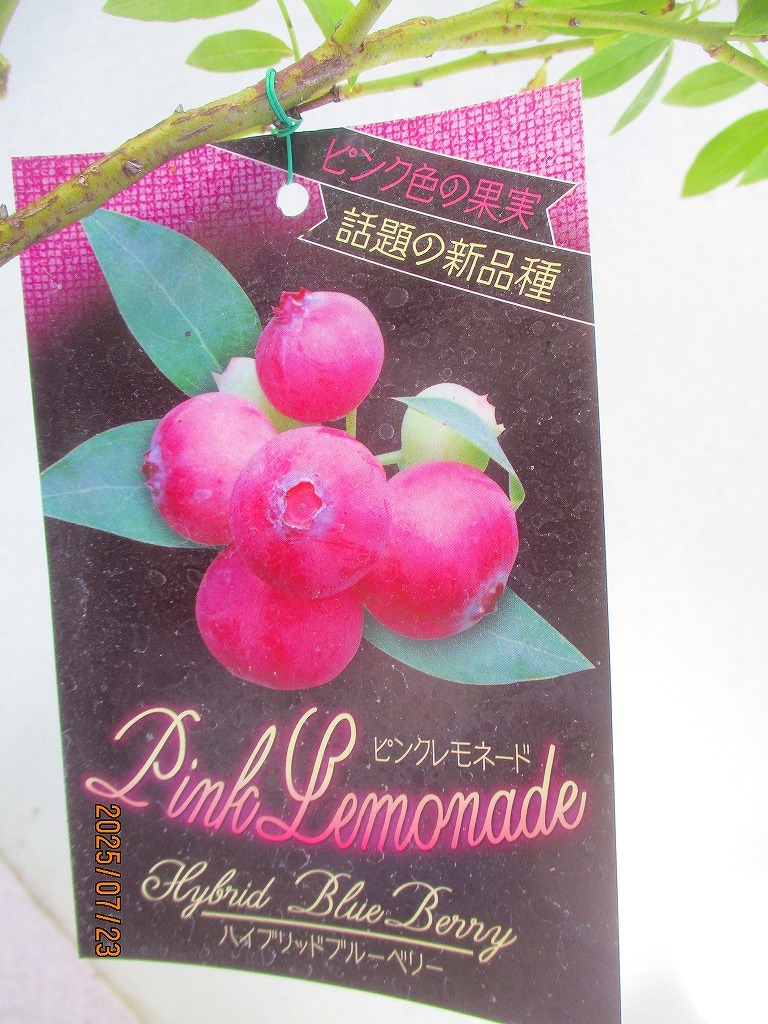 ピンク色の果実
話題の新品種
ピンクレモネード
Pink Lemonade
Hybrid Blue Berry
ハイブリッドブルーベリー
2025/07/23